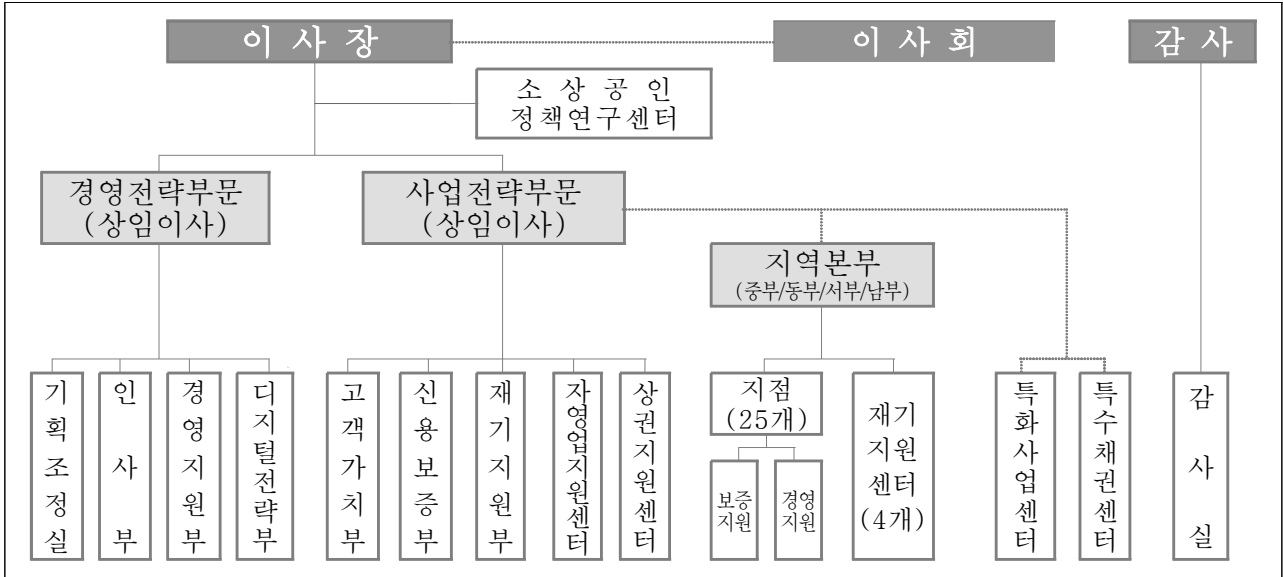 이 사 장
이 사 회
감 사
소 상 공 인
정책연구센터
경영전략부문
(상임이사)
사업전략부문
(상임이사)
지역본부
(중부/동부/서부/남부)
기획조정실
인사부
경영지원부
디지털전략부
고객가치부
신용보증부
재기지원부
자영업지원센터
상권지원센터
지점
(25개)
보증
지원
경영
지원
재기
지원
센터
(4개)
특화사업센터
특수채권센터
감사실